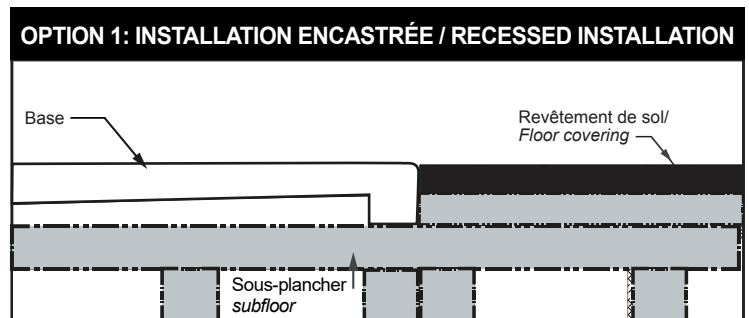 OPTION 1: INSTALLATION ENCASTRÉE / RECESSED INSTALLATION
Base
Revêtement de sol/
Floor covering
Sous-plancher
subfloor